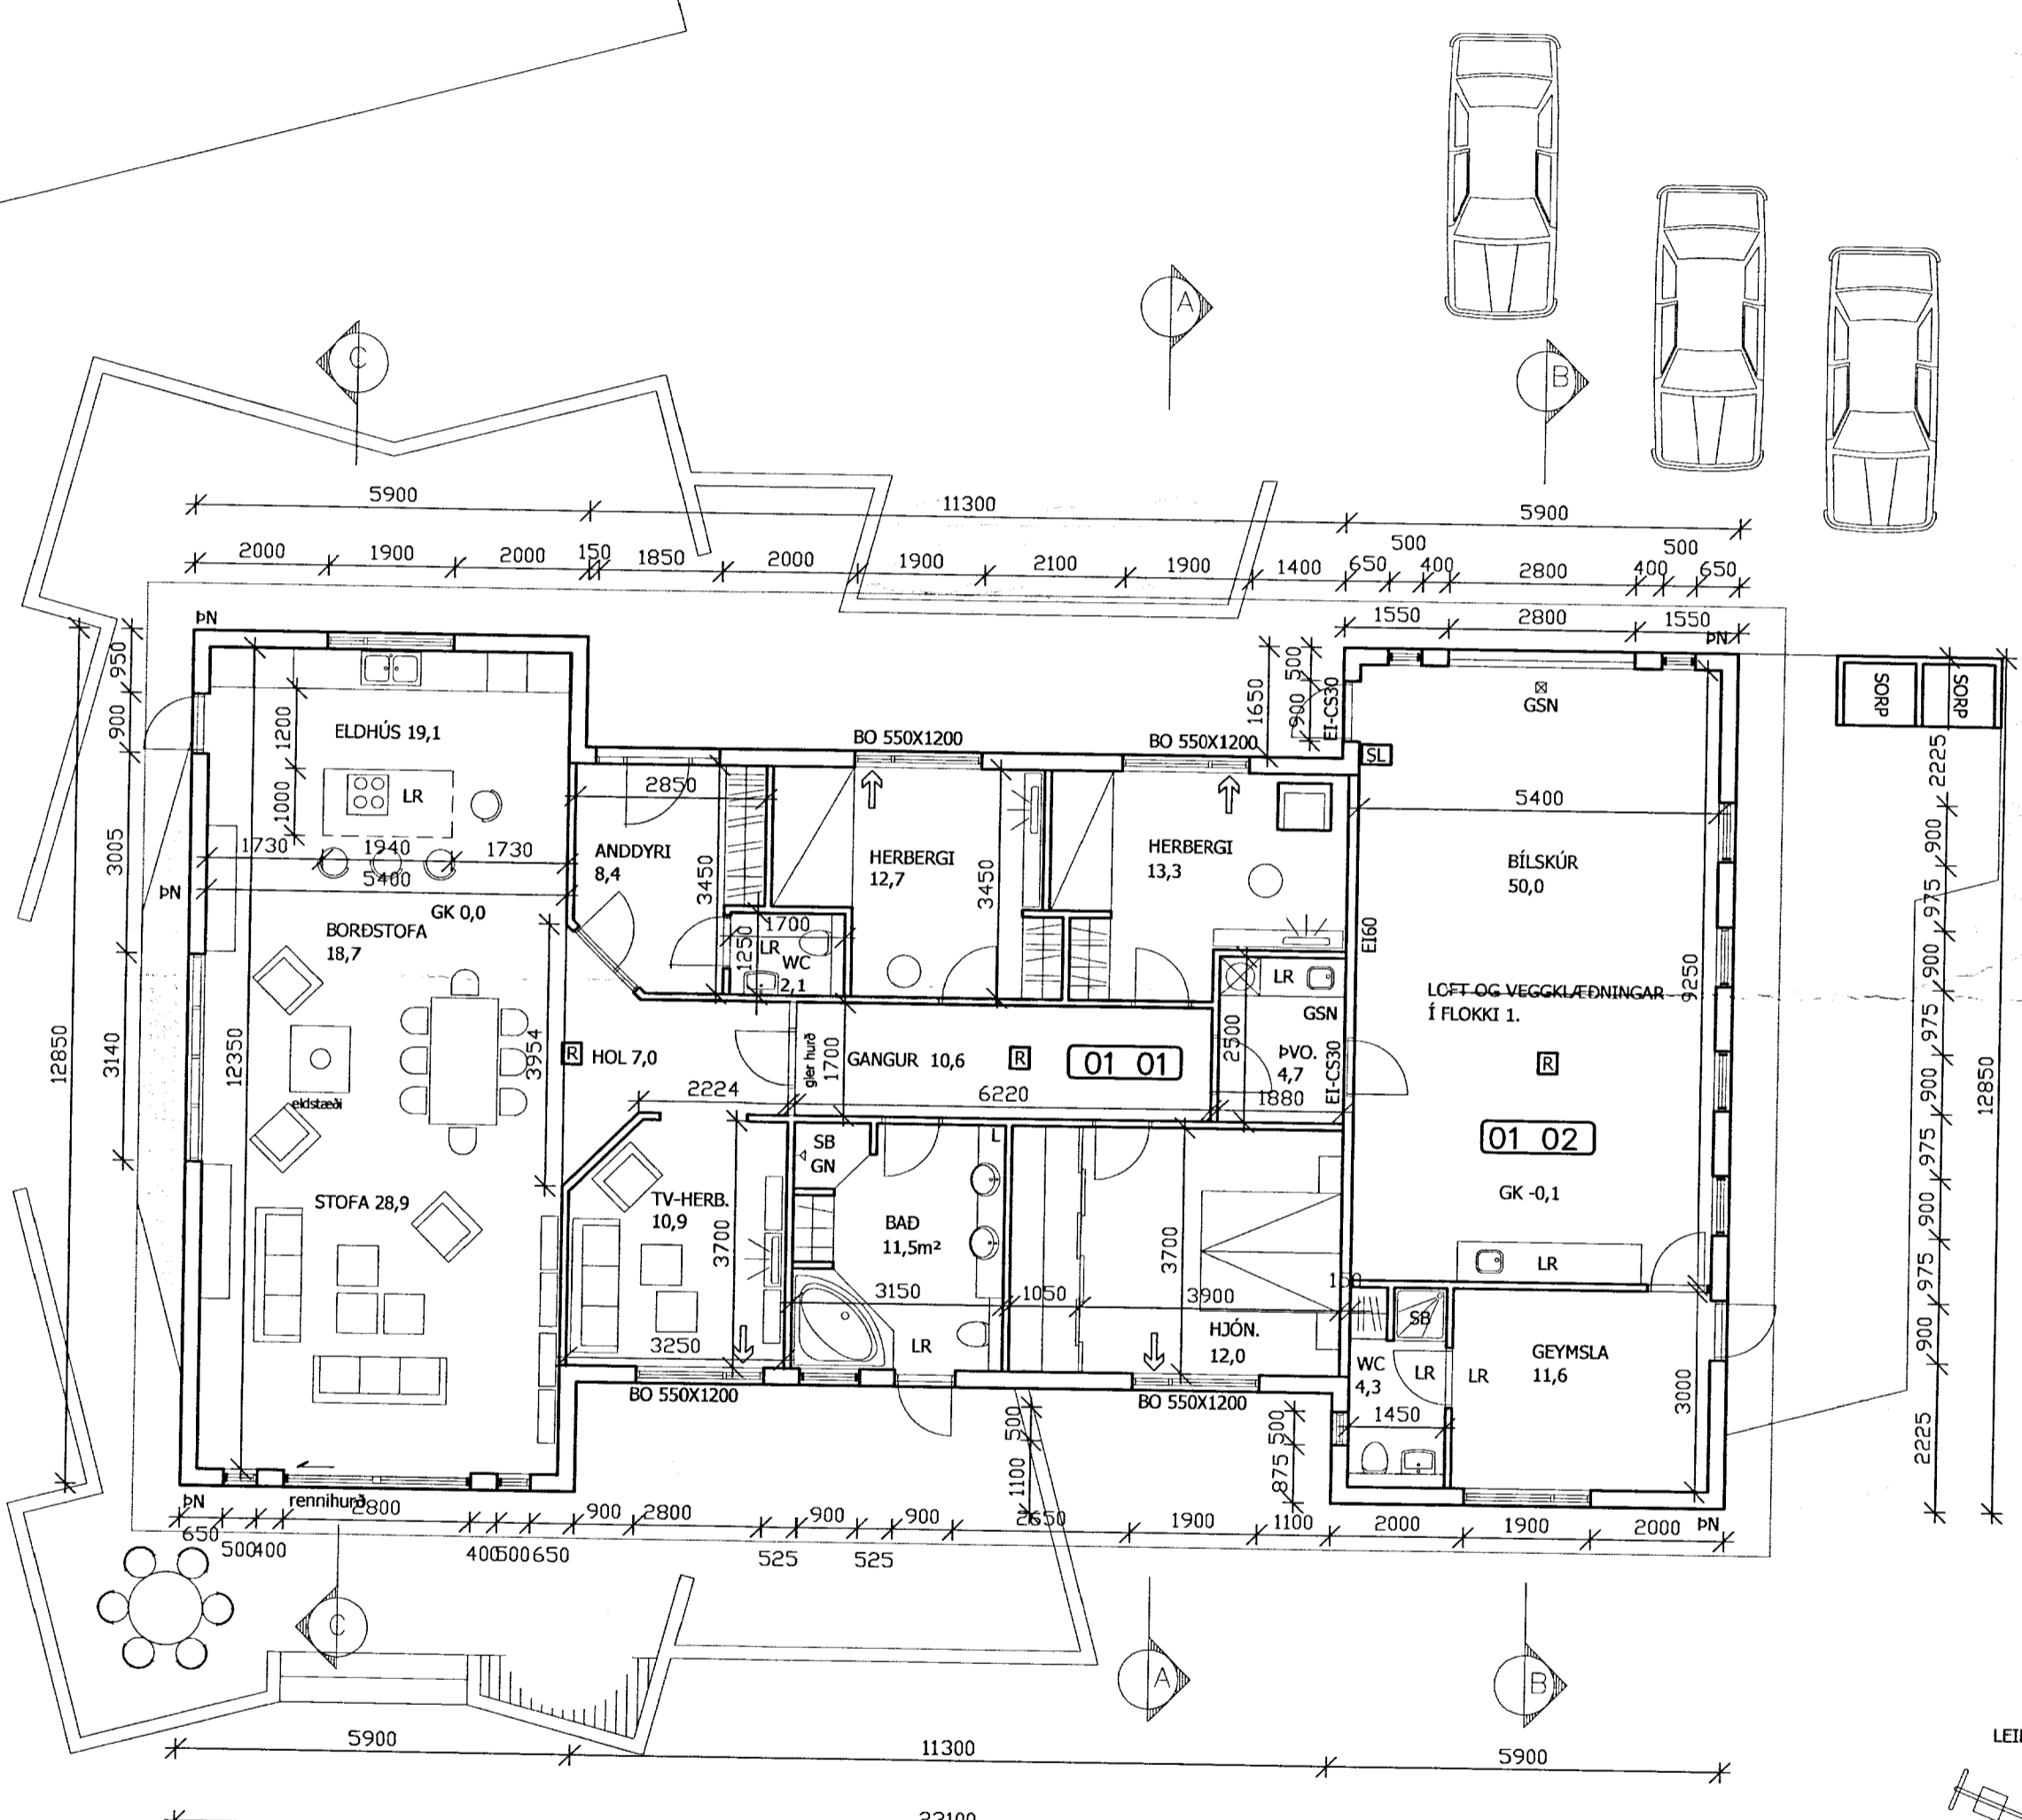 C
A
B
5900
11300
5900
2000
1900
2000
150
1850
2000
1900
2100
1900
1400
650
500
400
2800
400
500
650
1550
2800
1550
ÞN
ÞN
950
900
3005
3140
12850
12350
1200
1000
ELDHÚS 19,1
LR
1730
1940
1730
5400
ÞN
GK 0,0
BORÐSTOFA
18,7
eldstæði
3954
STOFA 28,9
2850
ANDDYRI
8,4
3450
1700
1250
LR
WC
2,1
BO 550X1200
HERBERGI
12,7
3450
BO 550X1200
HERBERGI
13,3
1650
500
900
EI-CS30
SL
GSN
5400
BÍLSKÚR
50,0
EI60
9250
LOFT OG VEGGKLÆÐNINGAR
Í FLOKKI 1.
R
01 02
GK -0,1
LR
SORP
SORP
2225
900
975
900
975
900
975
900
975
900
2225
12850
R
HOL 7,0
gler hurð
1700
GANGUR 10,6
R
01 01
2224
6220
LR
GSN
2500
ÞVO.
4,7
1880
EI-CS30
TV-HERB.
10,9
3700
3250
BO 550X1200
SB
GN
L
BAÐ
11,5m²
3150
LR
1050
3700
3900
HJÓN.
12,0
BO 550X1200
150
SB
WC
4,3
LR
1450
LR
GEYMSLA
11,6
3000
500
1100
500
875
ÞN
rennihurð
650
500
400
2800
400
500
650
900
2800
525
900
525
900
2650
1900
1100
2000
1900
2000
ÞN
C
A
B
5900
11300
5900
23100